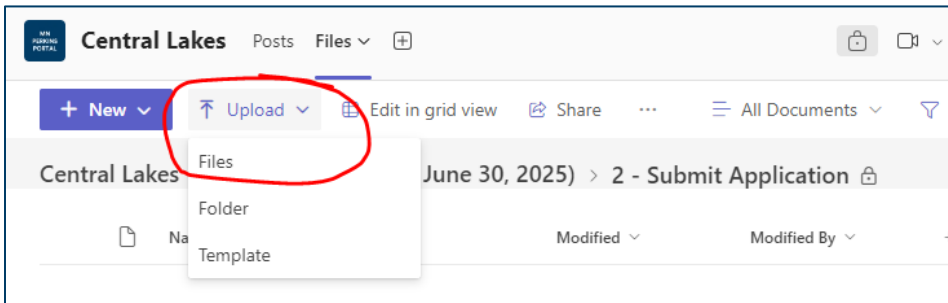 MN
PERKINS
PORTAL
Central Lakes Posts Files
+ New Upload Edit in grid view Share ... All Documents
Files
Central Lakes June 30, 2025) > 2 - Submit Application
Folder
Na Modified Modified By
Template